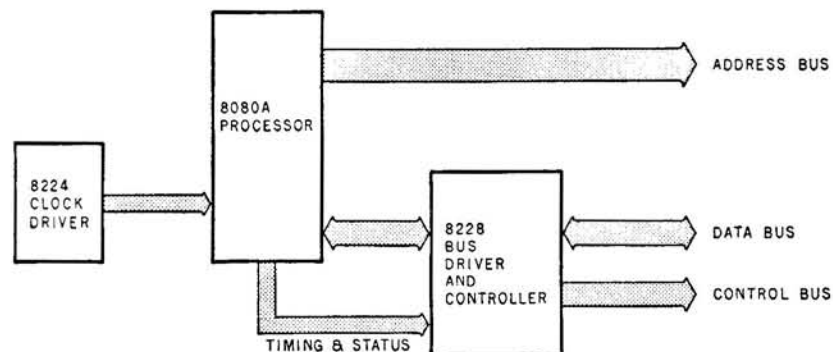 8080A
PROCESSOR
ADDRESS BUS
8224
CLOCK
DRIVER
8228
BUS
DRIVER
AND
CONTROLLER
DATA BUS
CONTROL BUS
TIMING & STATUS